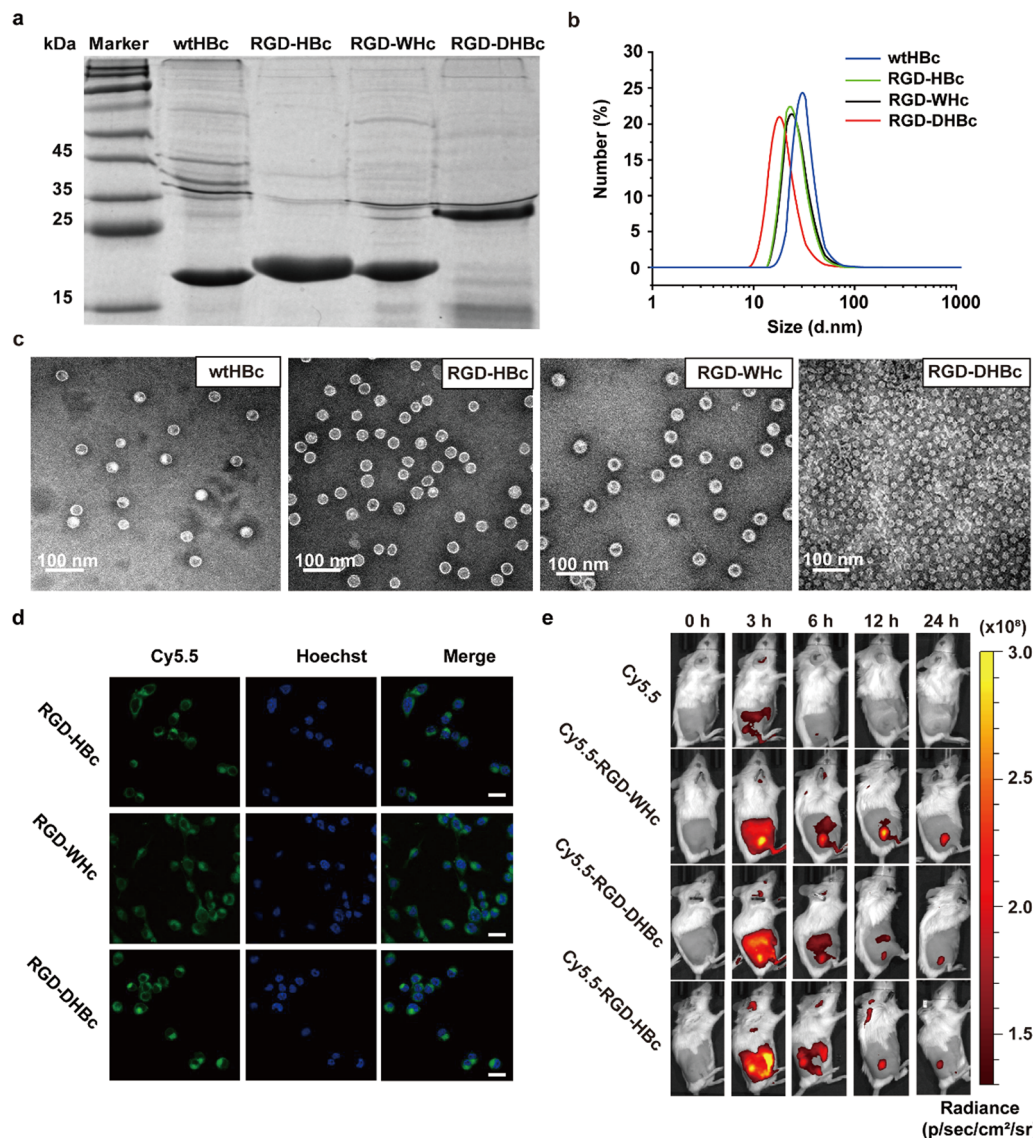 a
kDa Marker wtHBc RGD-HBc RGD-WHc RGD-DHBc
45
35
25
15
b
30
25
20
15
10
5
0
Number (%)
wtHBc
RGD-HBc
RGD-WHc
RGD-DHBc
1 10 100 1000
Size (d.nm)
c
wtHBc RGD-HBc RGD-WHc RGD-DHBc
100 nm 100 nm 100 nm 100 nm
d
Cy5.5 Hoechst Merge
RGD-HBc
RGD-WHc
RGD-DHBc
e
0 h 3 h 6 h 12 h 24 h (x10⁸)
Cy5.5
Cy5.5-RGD-WHc
Cy5.5-RGD-DHBc
Cy5.5-RGD-HBc
3.0
2.5
2.0
1.5
Radiance
(p/sec/cm²/sr